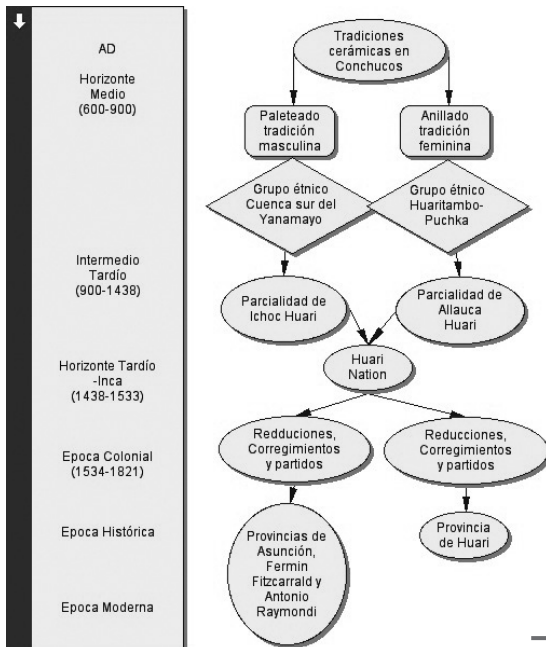 AD
Horizonte
Medio
(600-900)
Intermedio
Tardío
(900-1438)
Horizonte Tardío
-Inca
(1438-1533)
Epoca Colonial
(1534-1821)
Epoca Histórica
Epoca Moderna
Tradiciones
cerámicas en
Conchucos
Paleteado
tradición
masculina
Anillado
tradición
feminina
Grupo étnico
Cuenca sur del
Yanamayo
Grupo étnico
Huaritambo-
Puchka
Parcialidad de
Ichoc Huari
Parcialidad de
Allauca
Huari
Huari
Nation
Redduciones,
Corregimientos
y partidos
Reducciones,
Corregimientos
y partidos
Provincias de
Asunción,
Fermin
Fitzcarrald y
Antonio
Raymondi
Provincia
de Huari